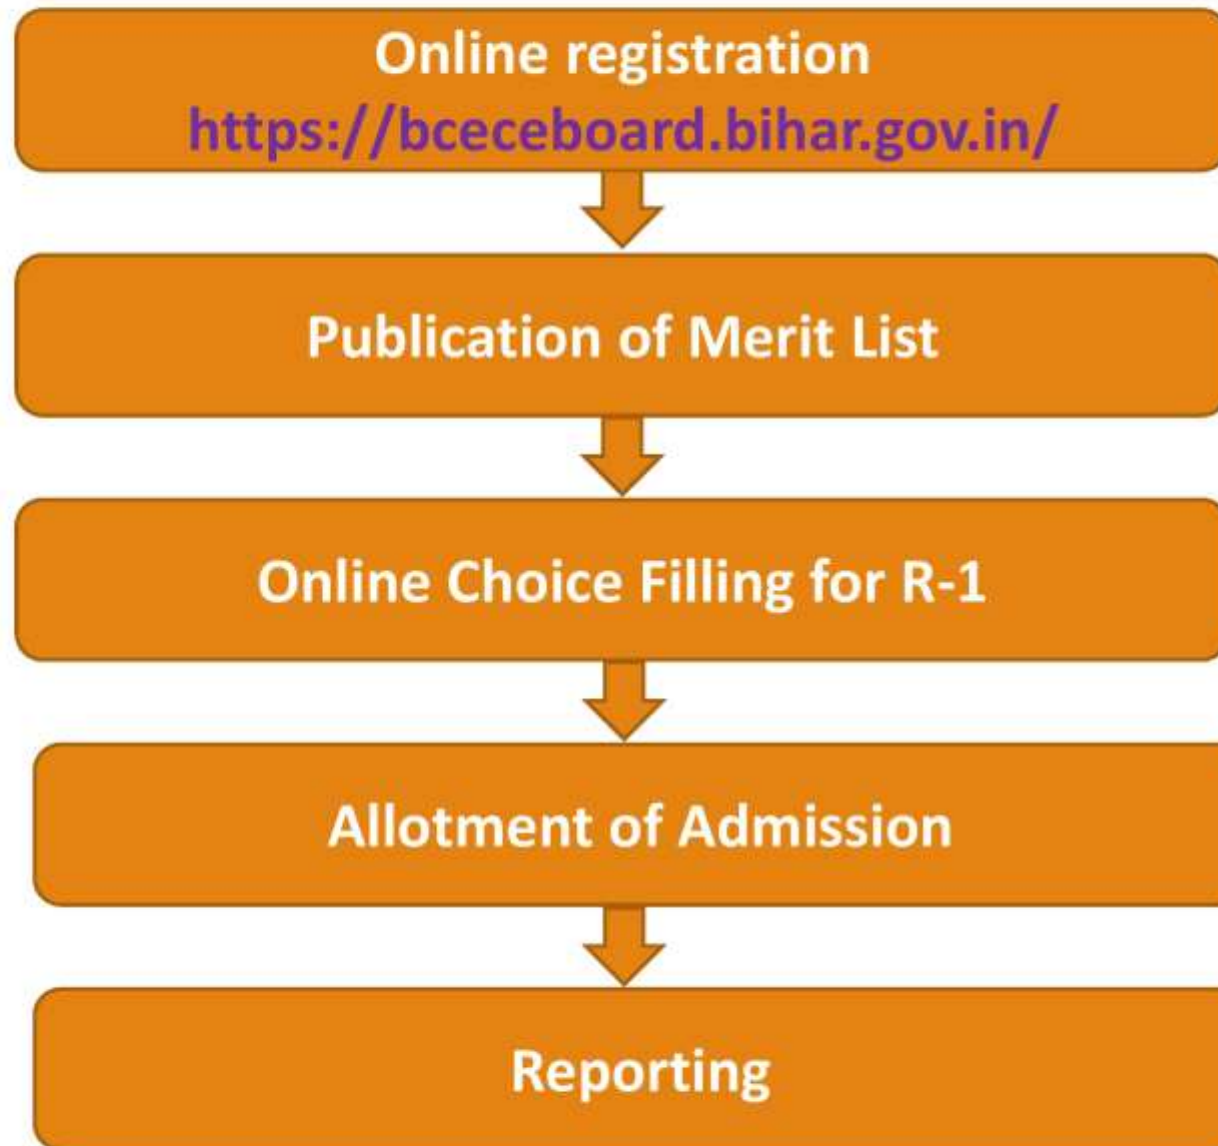 Online registration
https://bceceboard.bihar.gov.in/
Publication of Merit List
Online Choice Filling for R-1
Allotment of Admission
Reporting